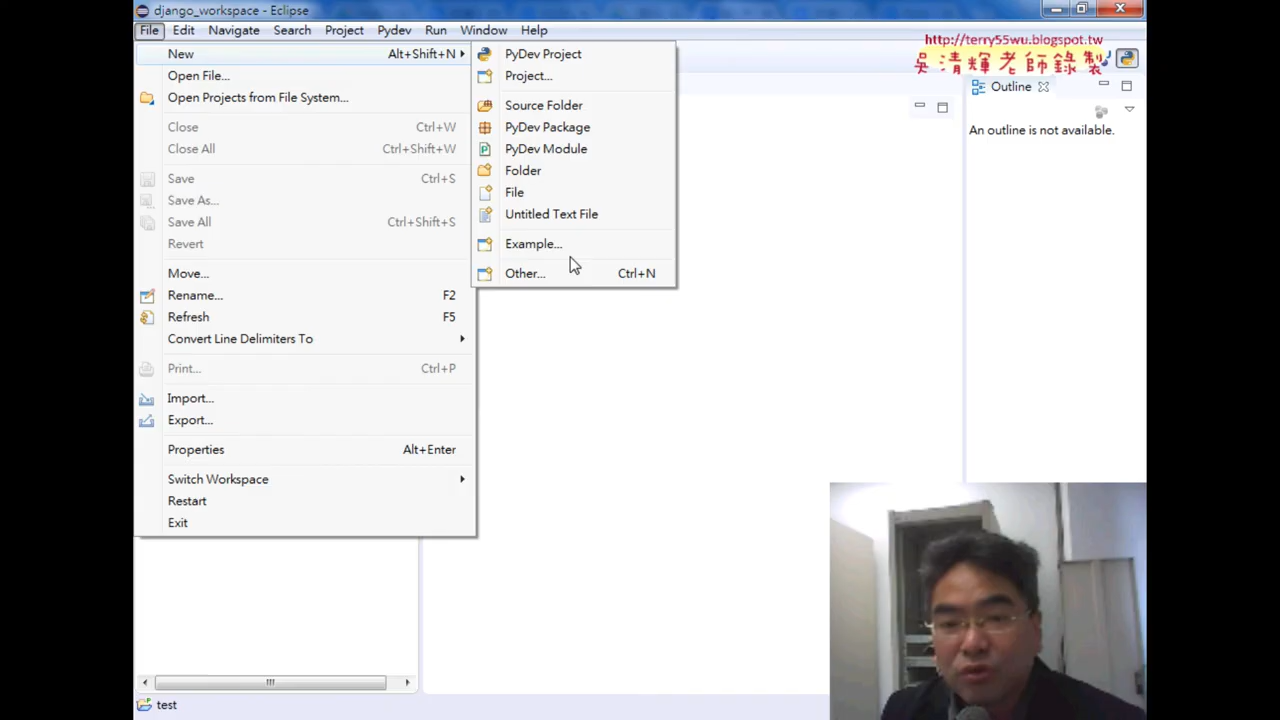 django_workspace - Eclipse
File Edit Navigate Search Project Pydev Run Window Help
http://terry55wu.blogspot.tw
吳清輝老師錄製
New Alt+Shift+N
Open File...
Open Projects from File System...
Close Ctrl+W
Close All Ctrl+Shift+W
Save Ctrl+S
Save As...
Save All Ctrl+Shift+S
Revert
Move...
Rename... F2
Refresh F5
Convert Line Delimiters To
Print... Ctrl+P
Import...
Export...
Properties Alt+Enter
Switch Workspace
Restart
Exit
PyDev Project
Project...
Source Folder
PyDev Package
PyDev Module
Folder
File
Untitled Text File
Example...
Other... Ctrl+N
Outline
An outline is not available.
test